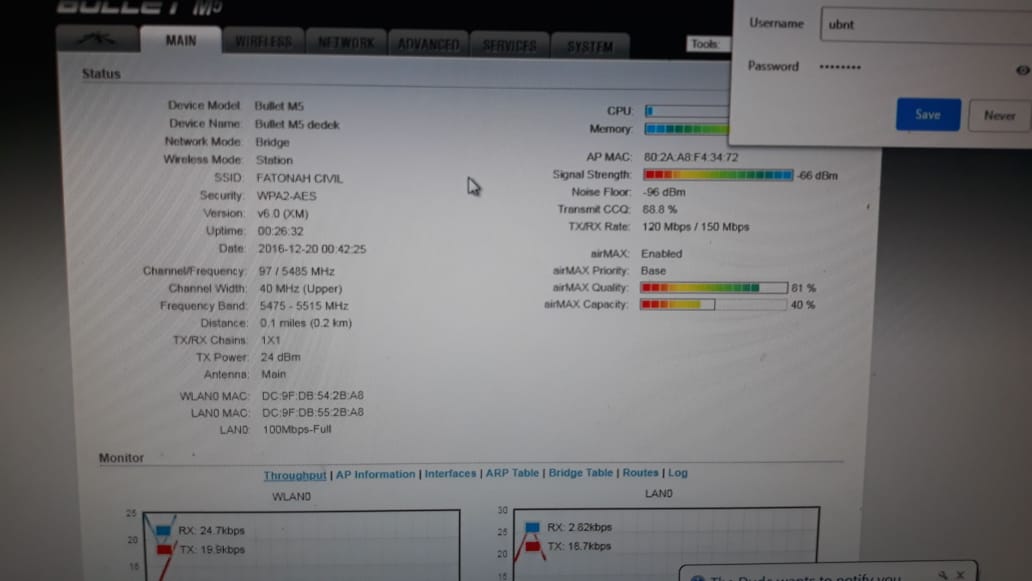 BULLET M5
MAIN WIRELESS NETWORK ADVANCED SERVICES SYSTEM
Tools:
Username ubnt
Password ••••••••
Save Never
Status
Device Model: Bullet M5
Device Name: Bullet M5 dedek
Network Mode: Bridge
Wireless Mode: Station
SSID: FATONAH CIVIL
Security: WPA2-AES
Version: v6.0 (XM)
Uptime: 00:26:32
Date: 2016-12-20 00:42:25
Channel/Frequency: 97 / 5485 MHz
Channel Width: 40 MHz (Upper)
Frequency Band: 5475 - 5515 MHz
Distance: 0.1 miles (0.2 km)
TX/RX Chains: 1X1
TX Power: 24 dBm
Antenna: Main
WLAN0 MAC: DC:9F:DB:54:2B:A8
LAN0 MAC: DC:9F:DB:55:2B:A8
LAN0: 100Mbps-Full
CPU:
Memory:
AP MAC: 80:2A:A8:F4:34:72
Signal Strength: -66 dBm
Noise Floor: -96 dBm
Transmit CCQ: 88.8 %
TX/RX Rate: 120 Mbps / 150 Mbps
airMAX: Enabled
airMAX Priority: Base
airMAX Quality: 81 %
airMAX Capacity: 40 %
Monitor
Throughput | AP Information | Interfaces | ARP Table | Bridge Table | Routes | Log
WLAN0
25
20
15
RX: 24.7kbps
TX: 19.9kbps
LAN0
30
25
20
15
RX: 2.82kbps
TX: 18.7kbps
The Dude wants to notify you